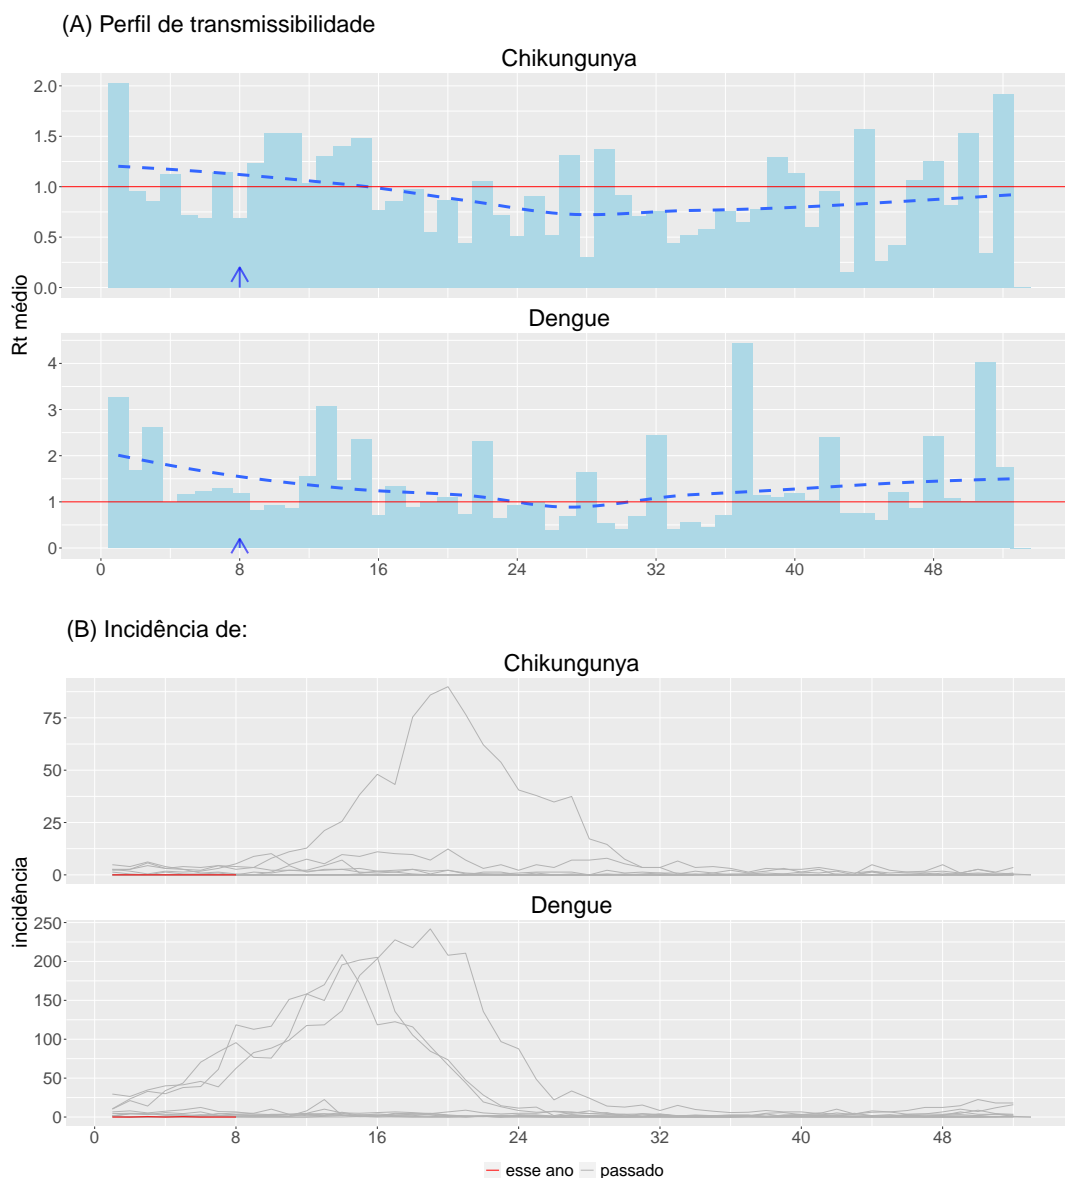 (A) Perfil de transmissibilidade
Chikungunya
2.0
1.5
1.0
0.5
0.0
Rt médio
Dengue
4
3
2
1
0
0 8 16 24 32 40 48
(B) Incidência de:
Chikungunya
75
50
25
0
incidência
Dengue
250
200
150
100
50
0
0 8 16 24 32 40 48
esse ano passado